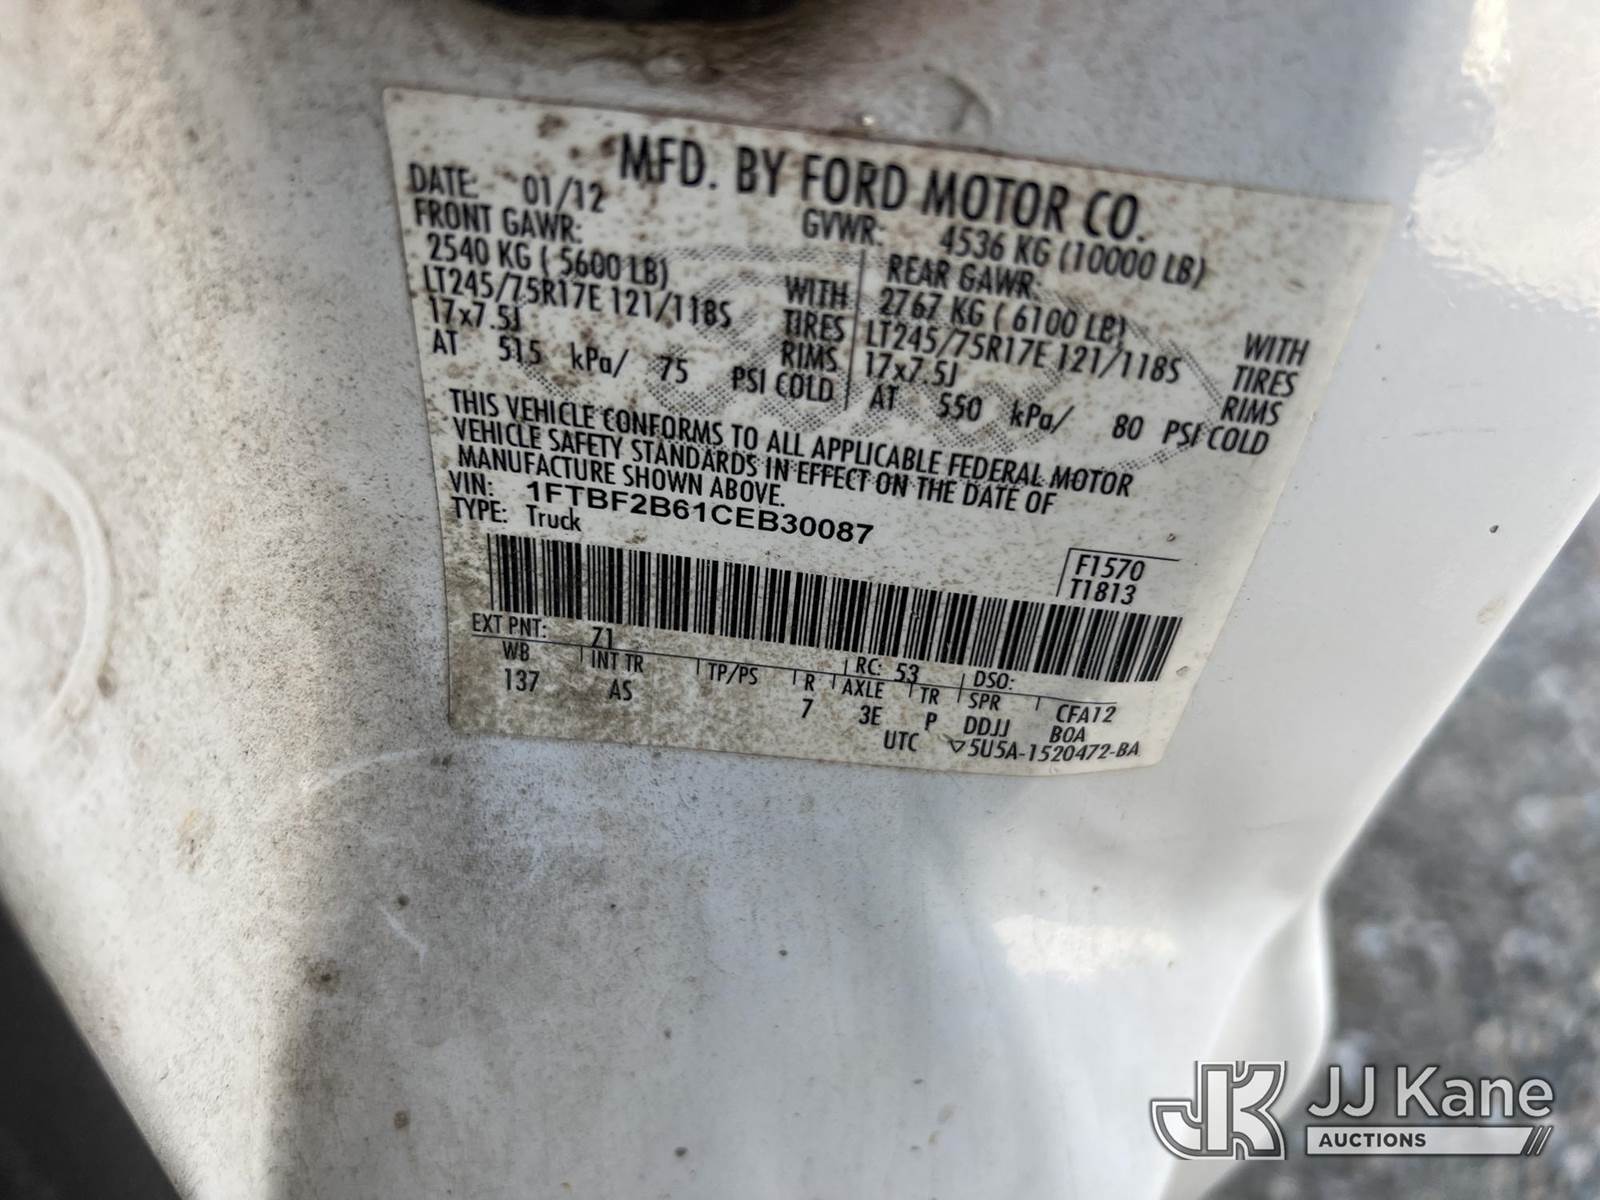 MFD. BY FORD MOTOR CO.
DATE: 01/12 GVWR: 4536 KG (10000 LB)
FRONT GAWR: REAR GAWR:
2540 KG ( 5600 LB) WITH 2767 KG ( 6100 LB) WITH
LT245/75R17E 121/118S TIRES LT245/75R17E 121/118S TIRES
17x7.5J RIMS 17x7.5J RIMS
AT 515 kPa/ 75 PSI COLD AT 550 kPa/ 80 PSI COLD
THIS VEHICLE CONFORMS TO ALL APPLICABLE FEDERAL MOTOR
VEHICLE SAFETY STANDARDS IN EFFECT ON THE DATE OF
MANUFACTURE SHOWN ABOVE.
VIN: 1FTBF2B61CEB30087
TYPE: Truck
F1570
T1813
EXT PNT: Z1 RC: 53 DSO:
WB INT TR TP/PS R AXLE TR SPR CFA12
137 AS 7 3E P DDJJ BOA
UTC ▽5U5A-1520472-BA
JK JJ Kane
AUCTIONS